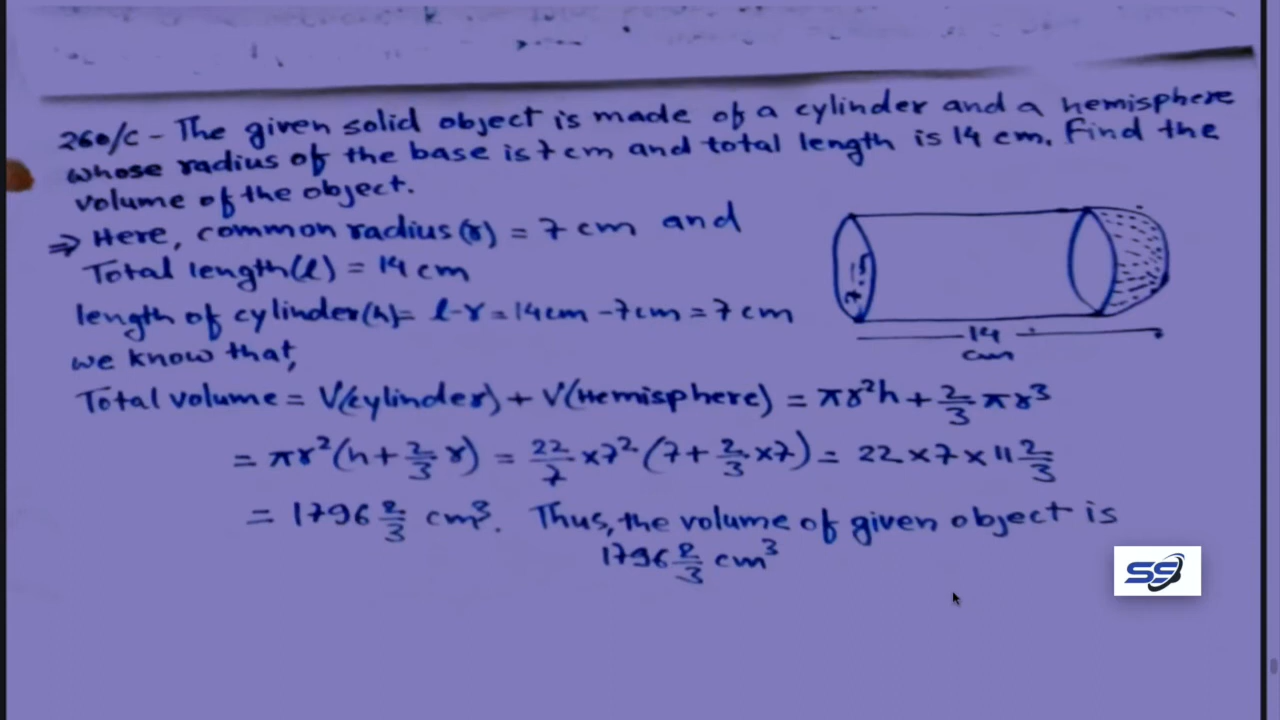 260/C - The given solid object is made of a cylinder and a hemisphere
whose radius of the base is 7 cm and total length is 14 cm. Find the
volume of the object.
⇒ Here, common radius (r) = 7 cm and
Total length (l) = 14 cm
length of cylinder (h) = l-r = 14cm - 7cm = 7 cm
we know that,
Total volume = V(cylinder) + V(Hemisphere) = πr²h + 2/3 πr³
= πr²(h + 2/3 r) = 22/7 × 7² (7 + 2/3 × 7) = 22 × 7 × 11 2/3
= 1796 2/3 cm³. Thus, the volume of given object is
1796 2/3 cm³
14
cm
SS